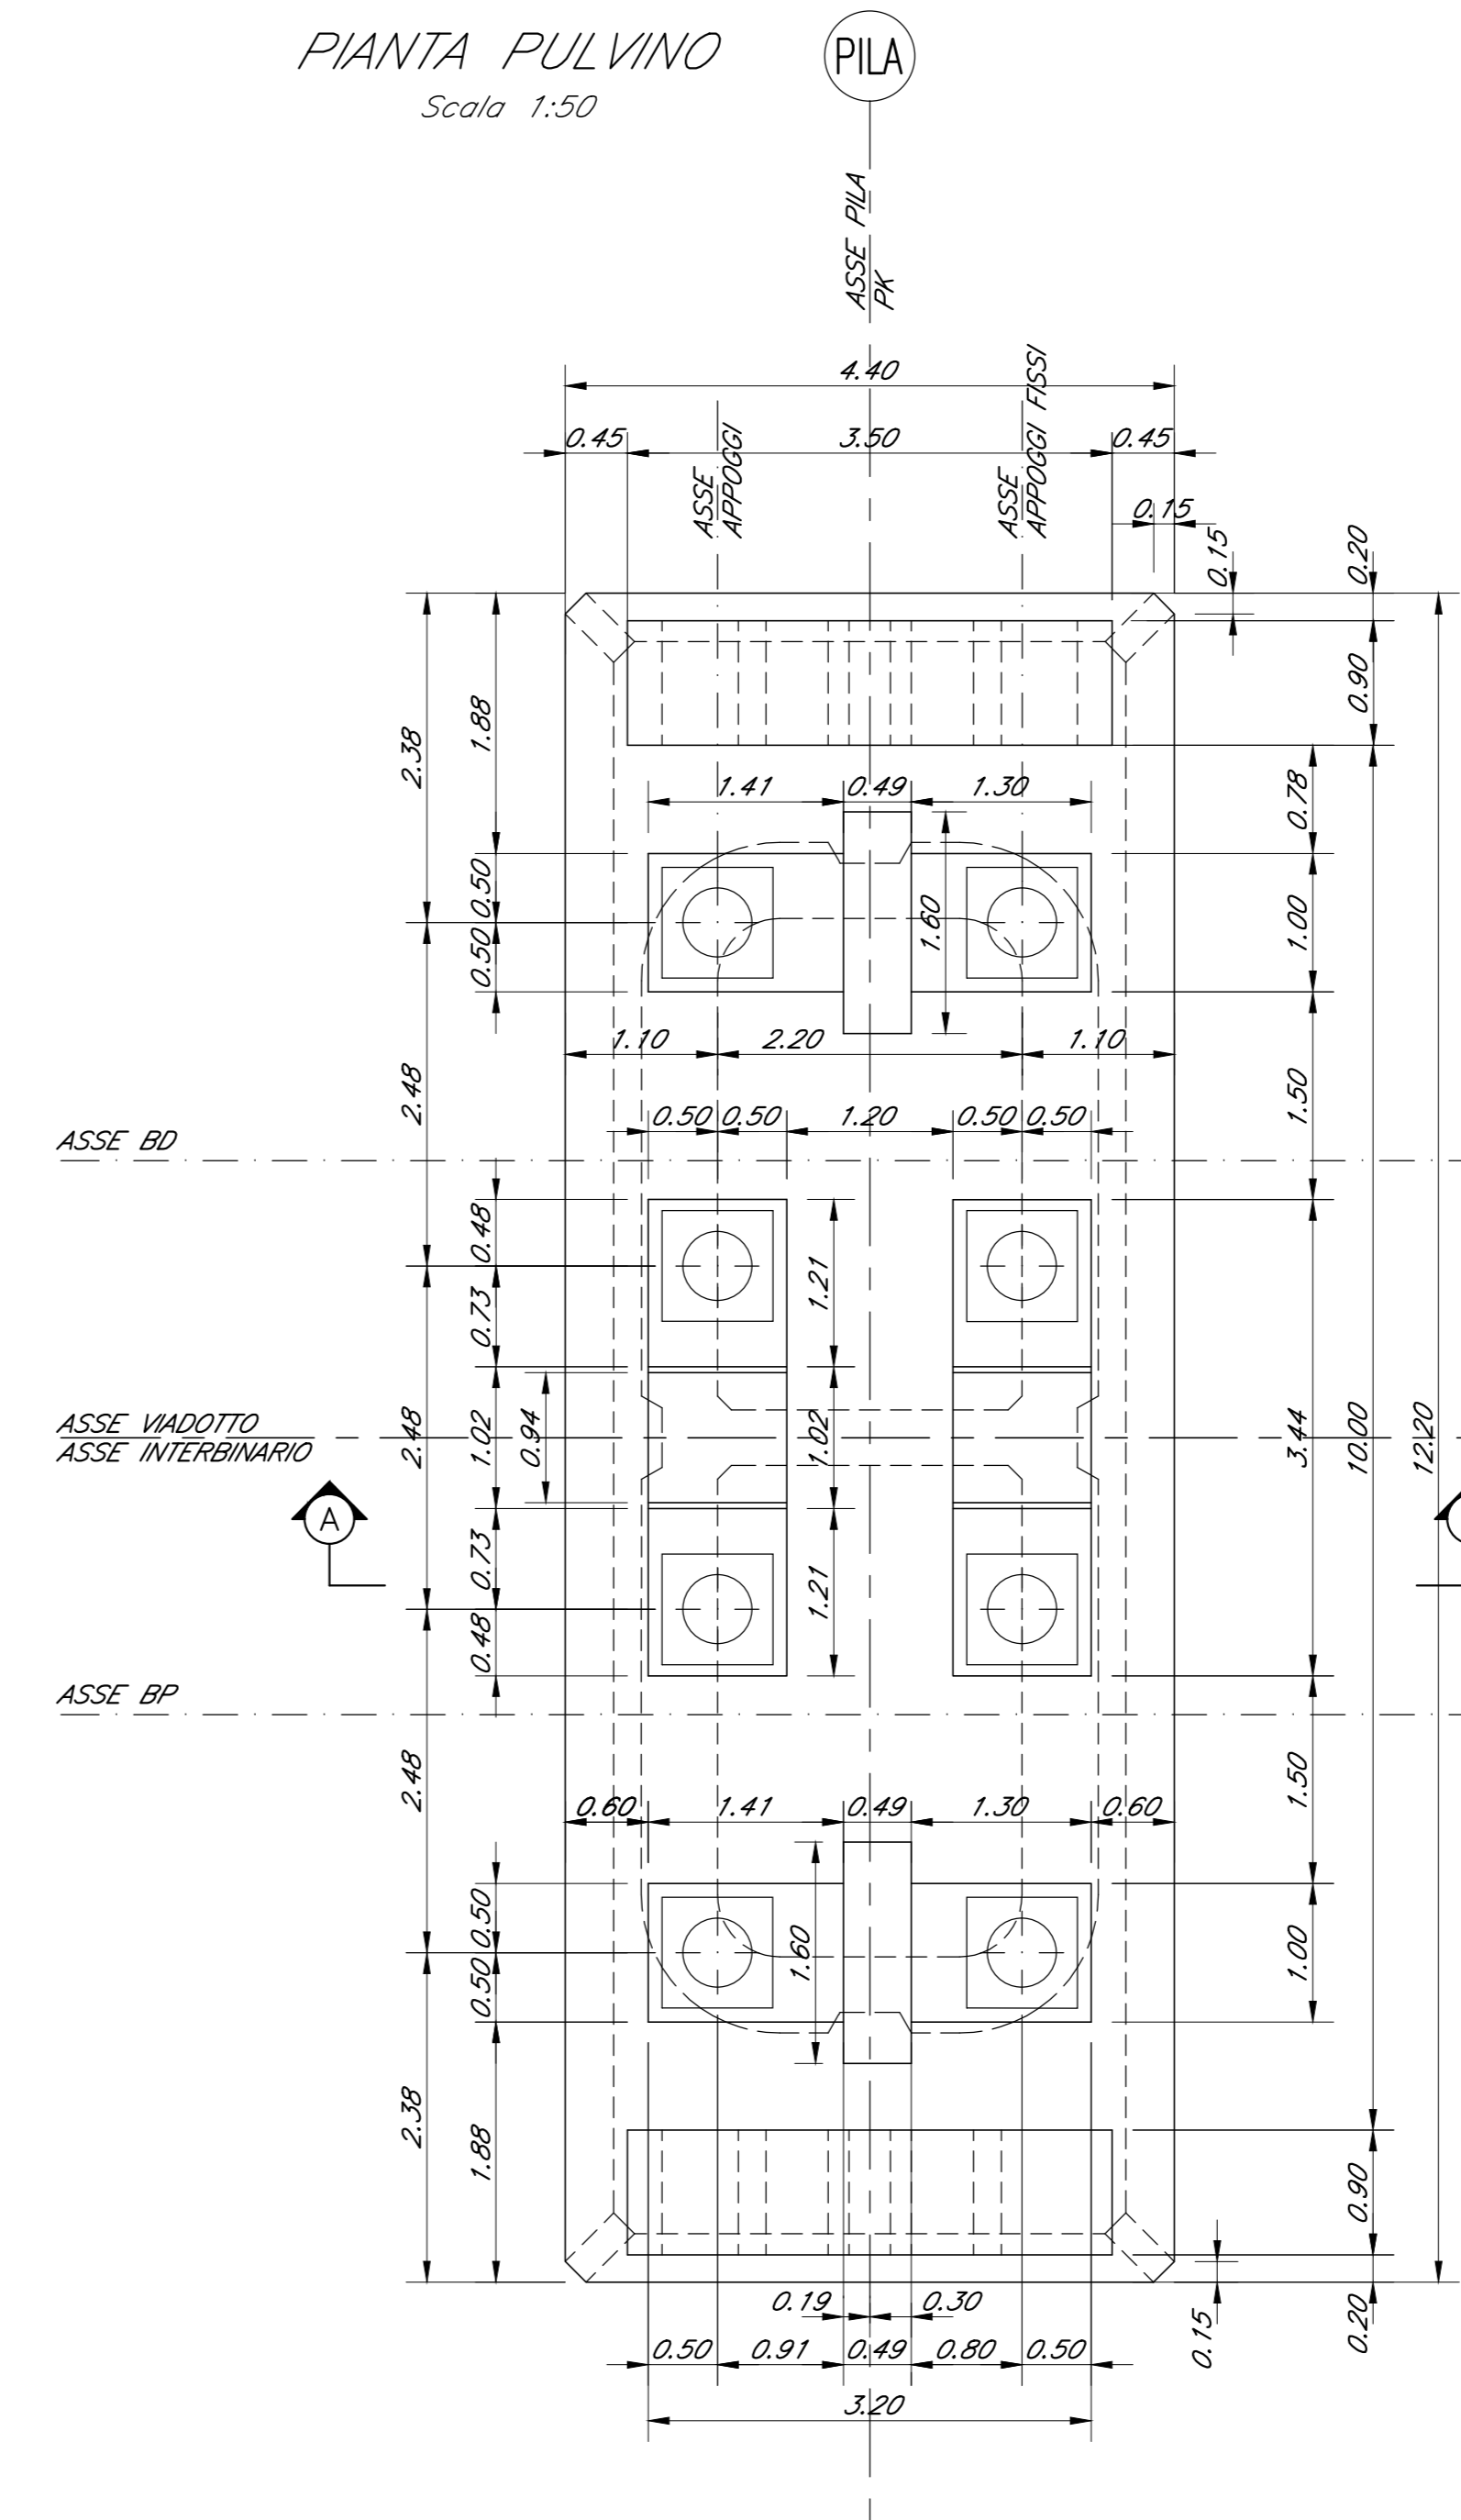 PIANTA PULVINO
PILA
Scala 1:50
ASSE PILA
PK
4.40
0.45 3.50 0.45
ASSE
APPOGGI
ASSE
APPOGGI FISSI
0.15
0.15
0.20
2.38
1.88
0.90
1.41 0.49 1.30
0.78
0.50
1.60
1.00
0.50
1.10 2.20 1.10
2.48
1.50
0.50 0.50 1.20 0.50 0.50
ASSE BD
0.48
1.21
0.73
ASSE VIADOTTO
ASSE INTERBINARIO
2.48
1.02
0.94
1.02
3.44
10.00
12.20
A
0.73
1.21
0.48
ASSE BP
2.48
1.50
0.60 1.41 0.49 1.30 0.60
0.50
1.60
1.00
0.50
2.38
1.88
0.90
0.19 0.30
0.15
0.20
0.50 0.91 0.49 0.80 0.50
3.20